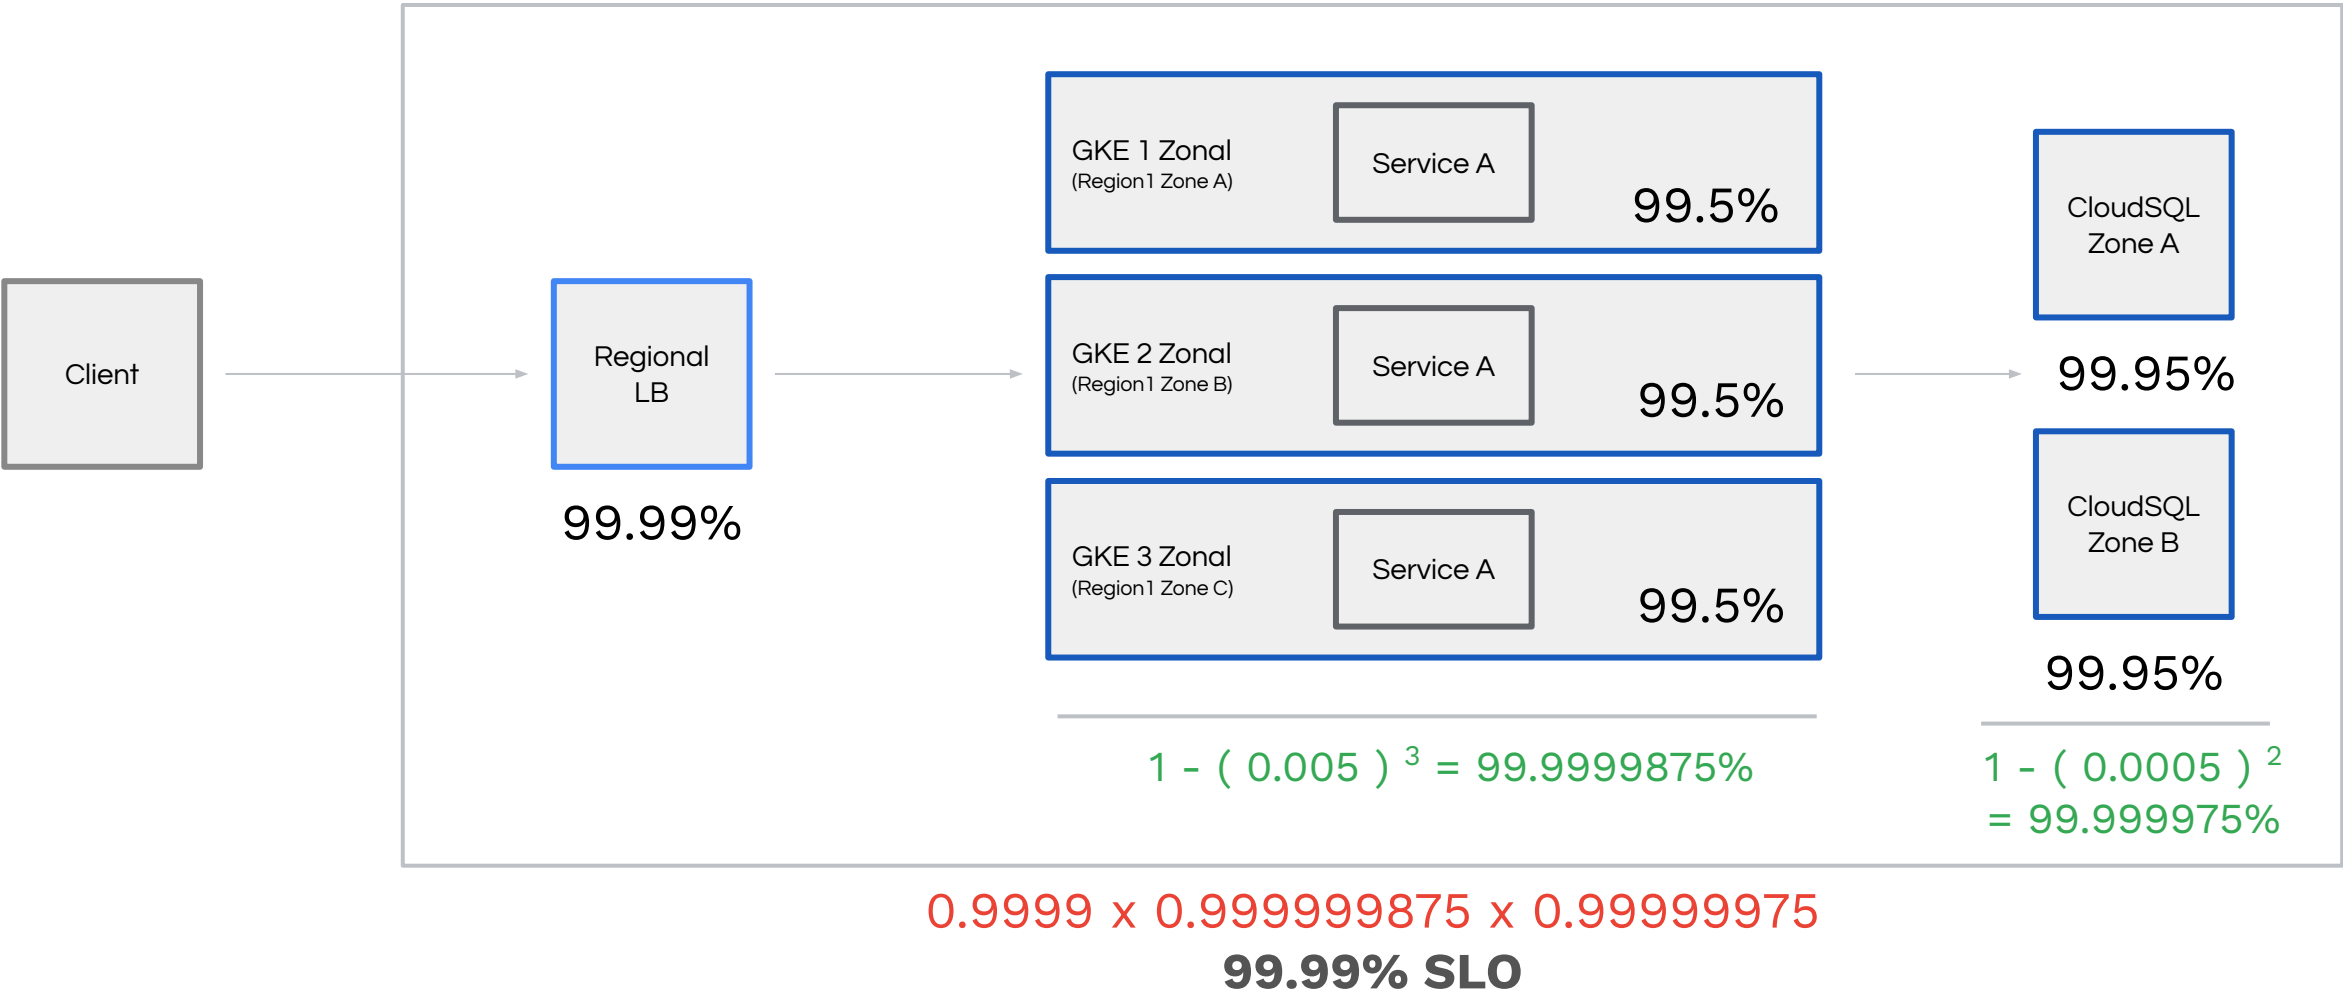 Client
Regional
LB
99.99%
GKE 1 Zonal
(Region1 Zone A)
Service A
99.5%
GKE 2 Zonal
(Region1 Zone B)
Service A
99.5%
GKE 3 Zonal
(Region1 Zone C)
Service A
99.5%
1 - ( 0.005 ) ³ = 99.9999875%
CloudSQL
Zone A
99.95%
CloudSQL
Zone B
99.95%
1 - ( 0.0005 ) ²
= 99.999975%
0.9999 x 0.999999875 x 0.99999975
99.99% SLO